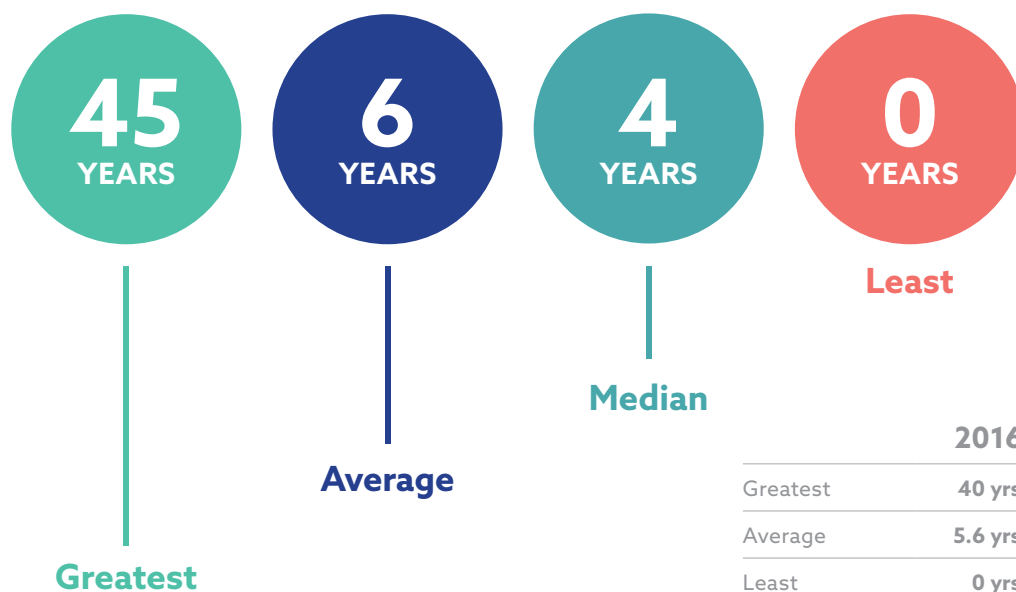 45
YEARS
6
YEARS
4
YEARS
0
YEARS
Least
Median
Average
Greatest
2016
Greatest 40 yrs
Average 5.6 yrs
Least 0 yrs